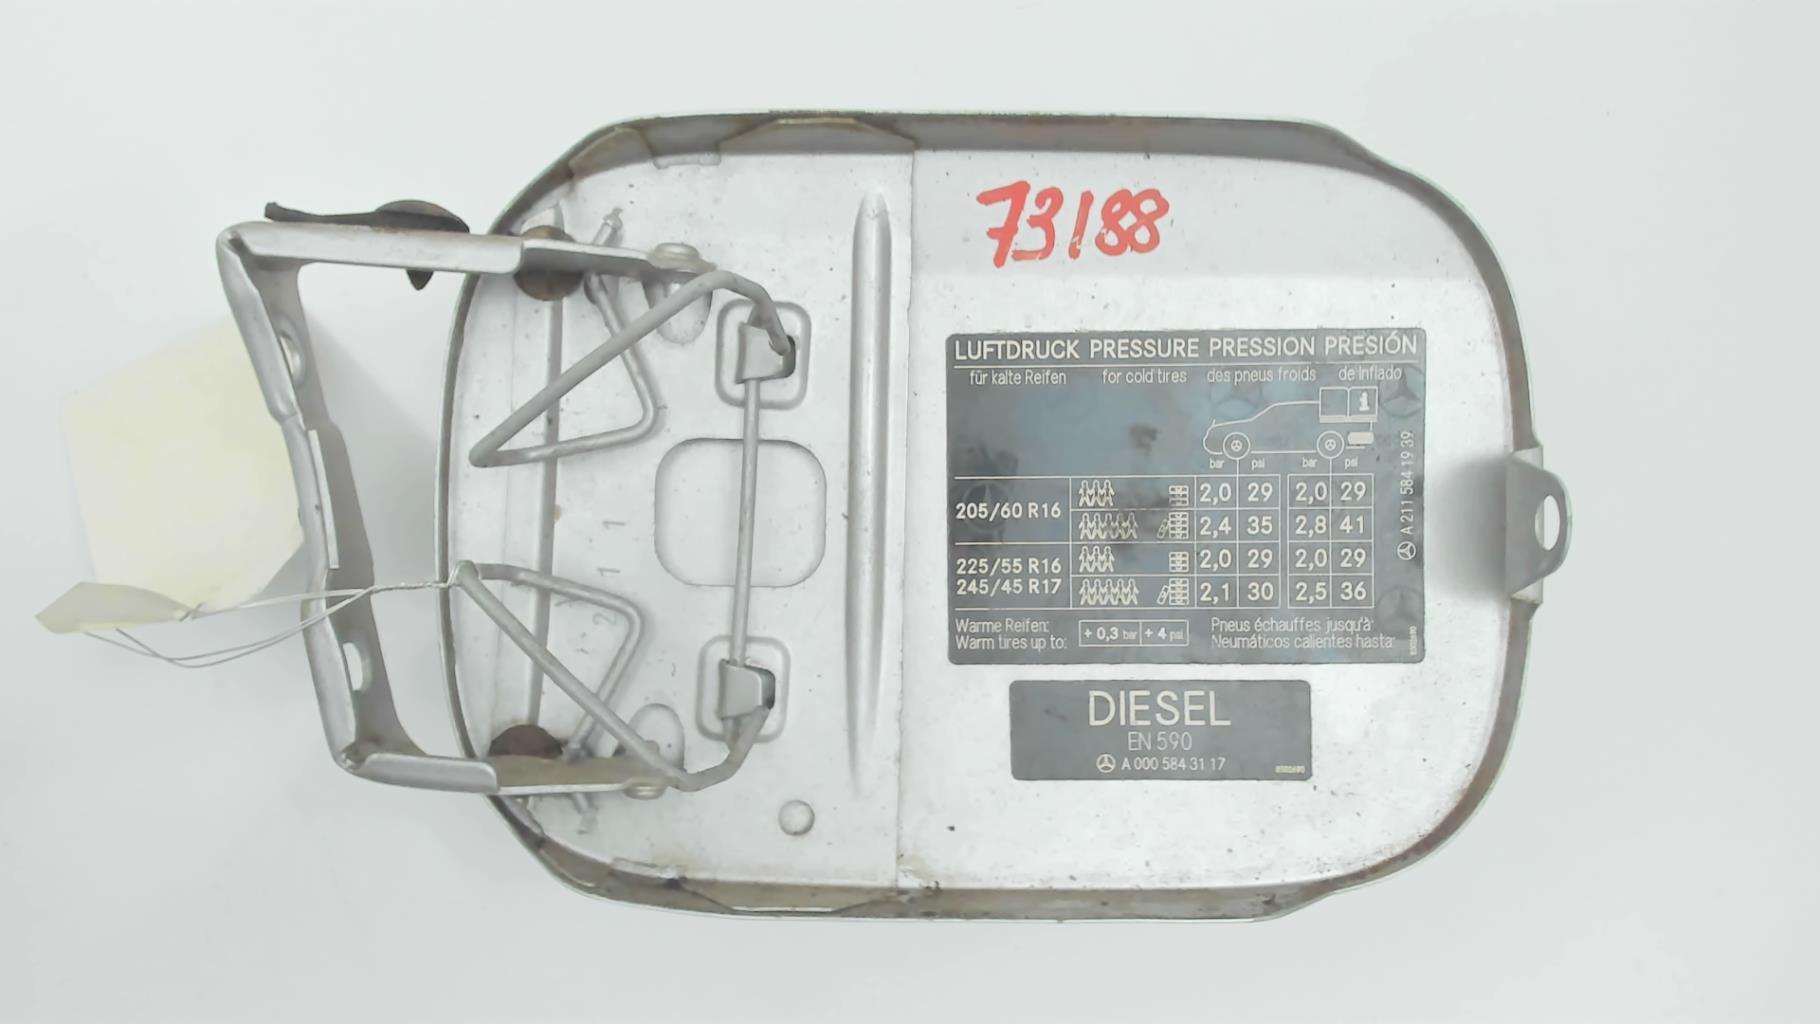 73188
LUFTDRUCK PRESSURE PRESSION PRESIÓN
für kalte Reifen for cold tires des pneus froids de inflado
i
bar psi bar psi
205/60 R16 2,0 29 2,0 29
2,4 35 2,8 41
225/55 R16 2,0 29 2,0 29
245/45 R17 2,1 30 2,5 36
Warme Reifen: + 0,3 bar + 4 psi Pneus échauffes jusqu'à:
Warm tires up to: Neumáticos calientes hasta:
A 211 584 19 39
DIESEL
EN 590
A 000 584 31 17
211